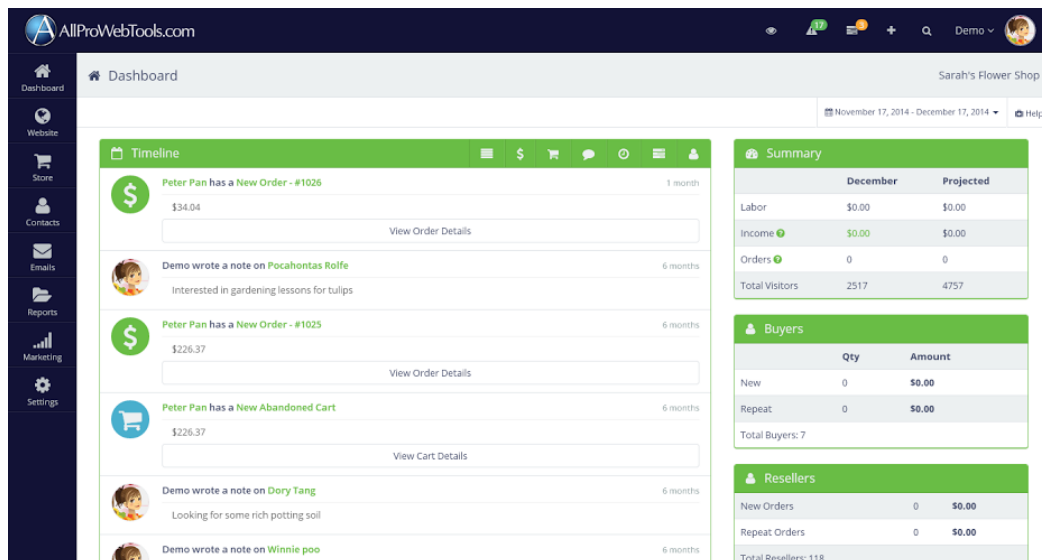 AllProWebTools.com
17
3
Demo
Dashboard
Website
Store
Contacts
Emails
Reports
Marketing
Settings
Dashboard
Sarah's Flower Shop
November 17, 2014 - December 17, 2014
Help
Timeline
Peter Pan has a New Order - #1026 1 month
$34.04
View Order Details
Demo wrote a note on Pocahontas Rolfe 6 months
Interested in gardening lessons for tulips
Peter Pan has a New Order - #1025 6 months
$226.37
View Order Details
Peter Pan has a New Abandoned Cart 6 months
$226.37
View Cart Details
Demo wrote a note on Dory Tang 6 months
Looking for some rich potting soil
Demo wrote a note on Winnie poo 6 months
Summary
December Projected
Labor $0.00 $0.00
Income $0.00 $0.00
Orders 0 0
Total Visitors 2517 4757
Buyers
Qty Amount
New 0 $0.00
Repeat 0 $0.00
Total Buyers: 7
Resellers
New Orders 0 $0.00
Repeat Orders 0 $0.00
Total Resellers: 118